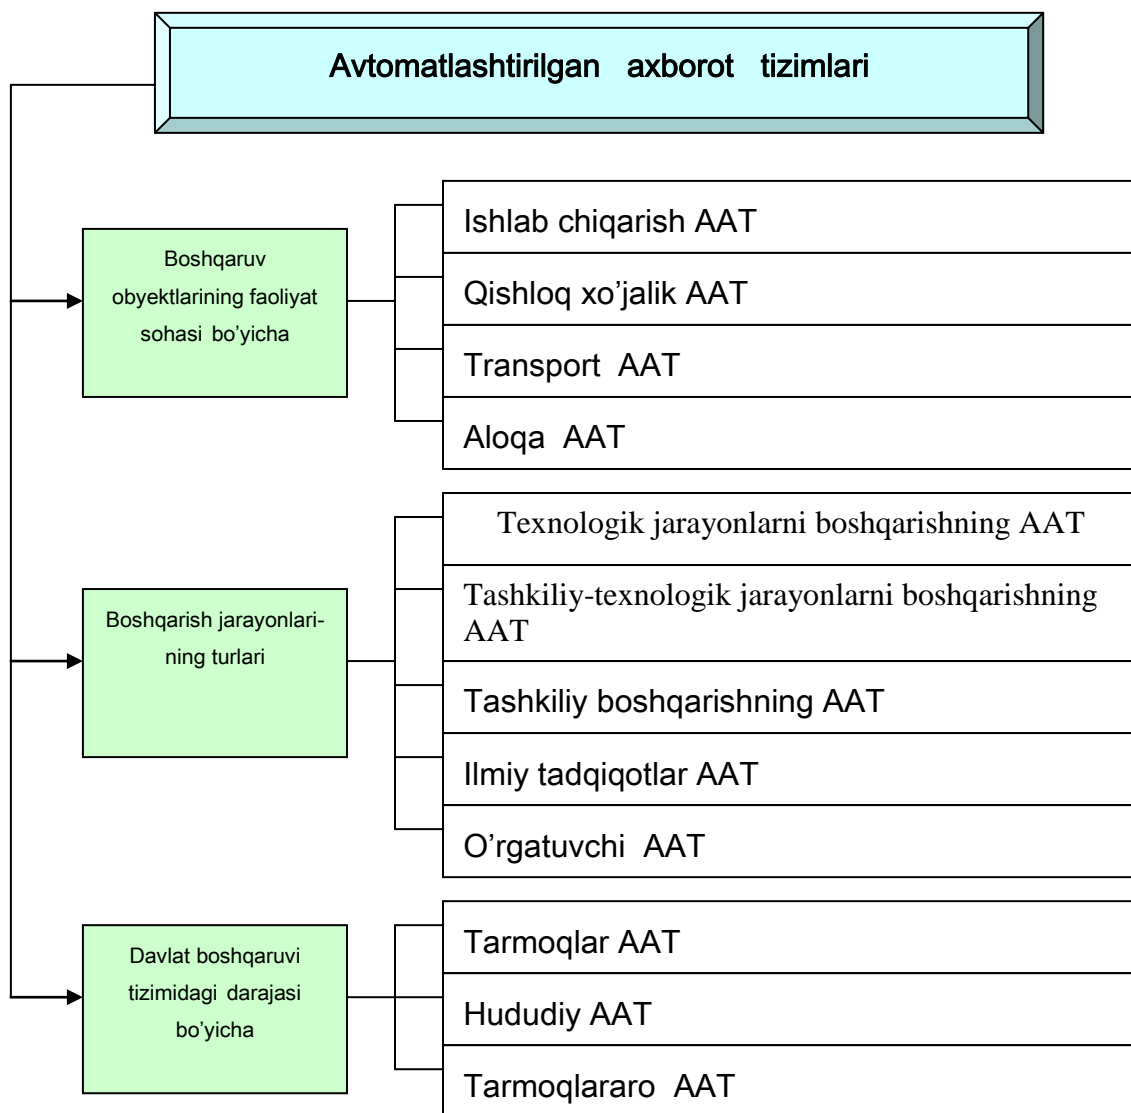 Avtomatlashtirilgan axborot tizimlari
Boshqaruv
obyektlarining faoliyat
sohasi bo’yicha
Ishlab chiqarish AAT
Qishloq xo’jalik AAT
Transport AAT
Aloqa AAT
Boshqarish jarayonlari-
ning turlari
Texnologik jarayonlarni boshqarishning AAT
Tashkiliy-texnologik jarayonlarni boshqarishning
AAT
Tashkiliy boshqarishning AAT
Ilmiy tadqiqotlar AAT
O’rgatuvchi AAT
Davlat boshqaruvi
tizimidagi darajasi
bo’yicha
Tarmoqlar AAT
Hududiy AAT
Tarmoqlararo AAT